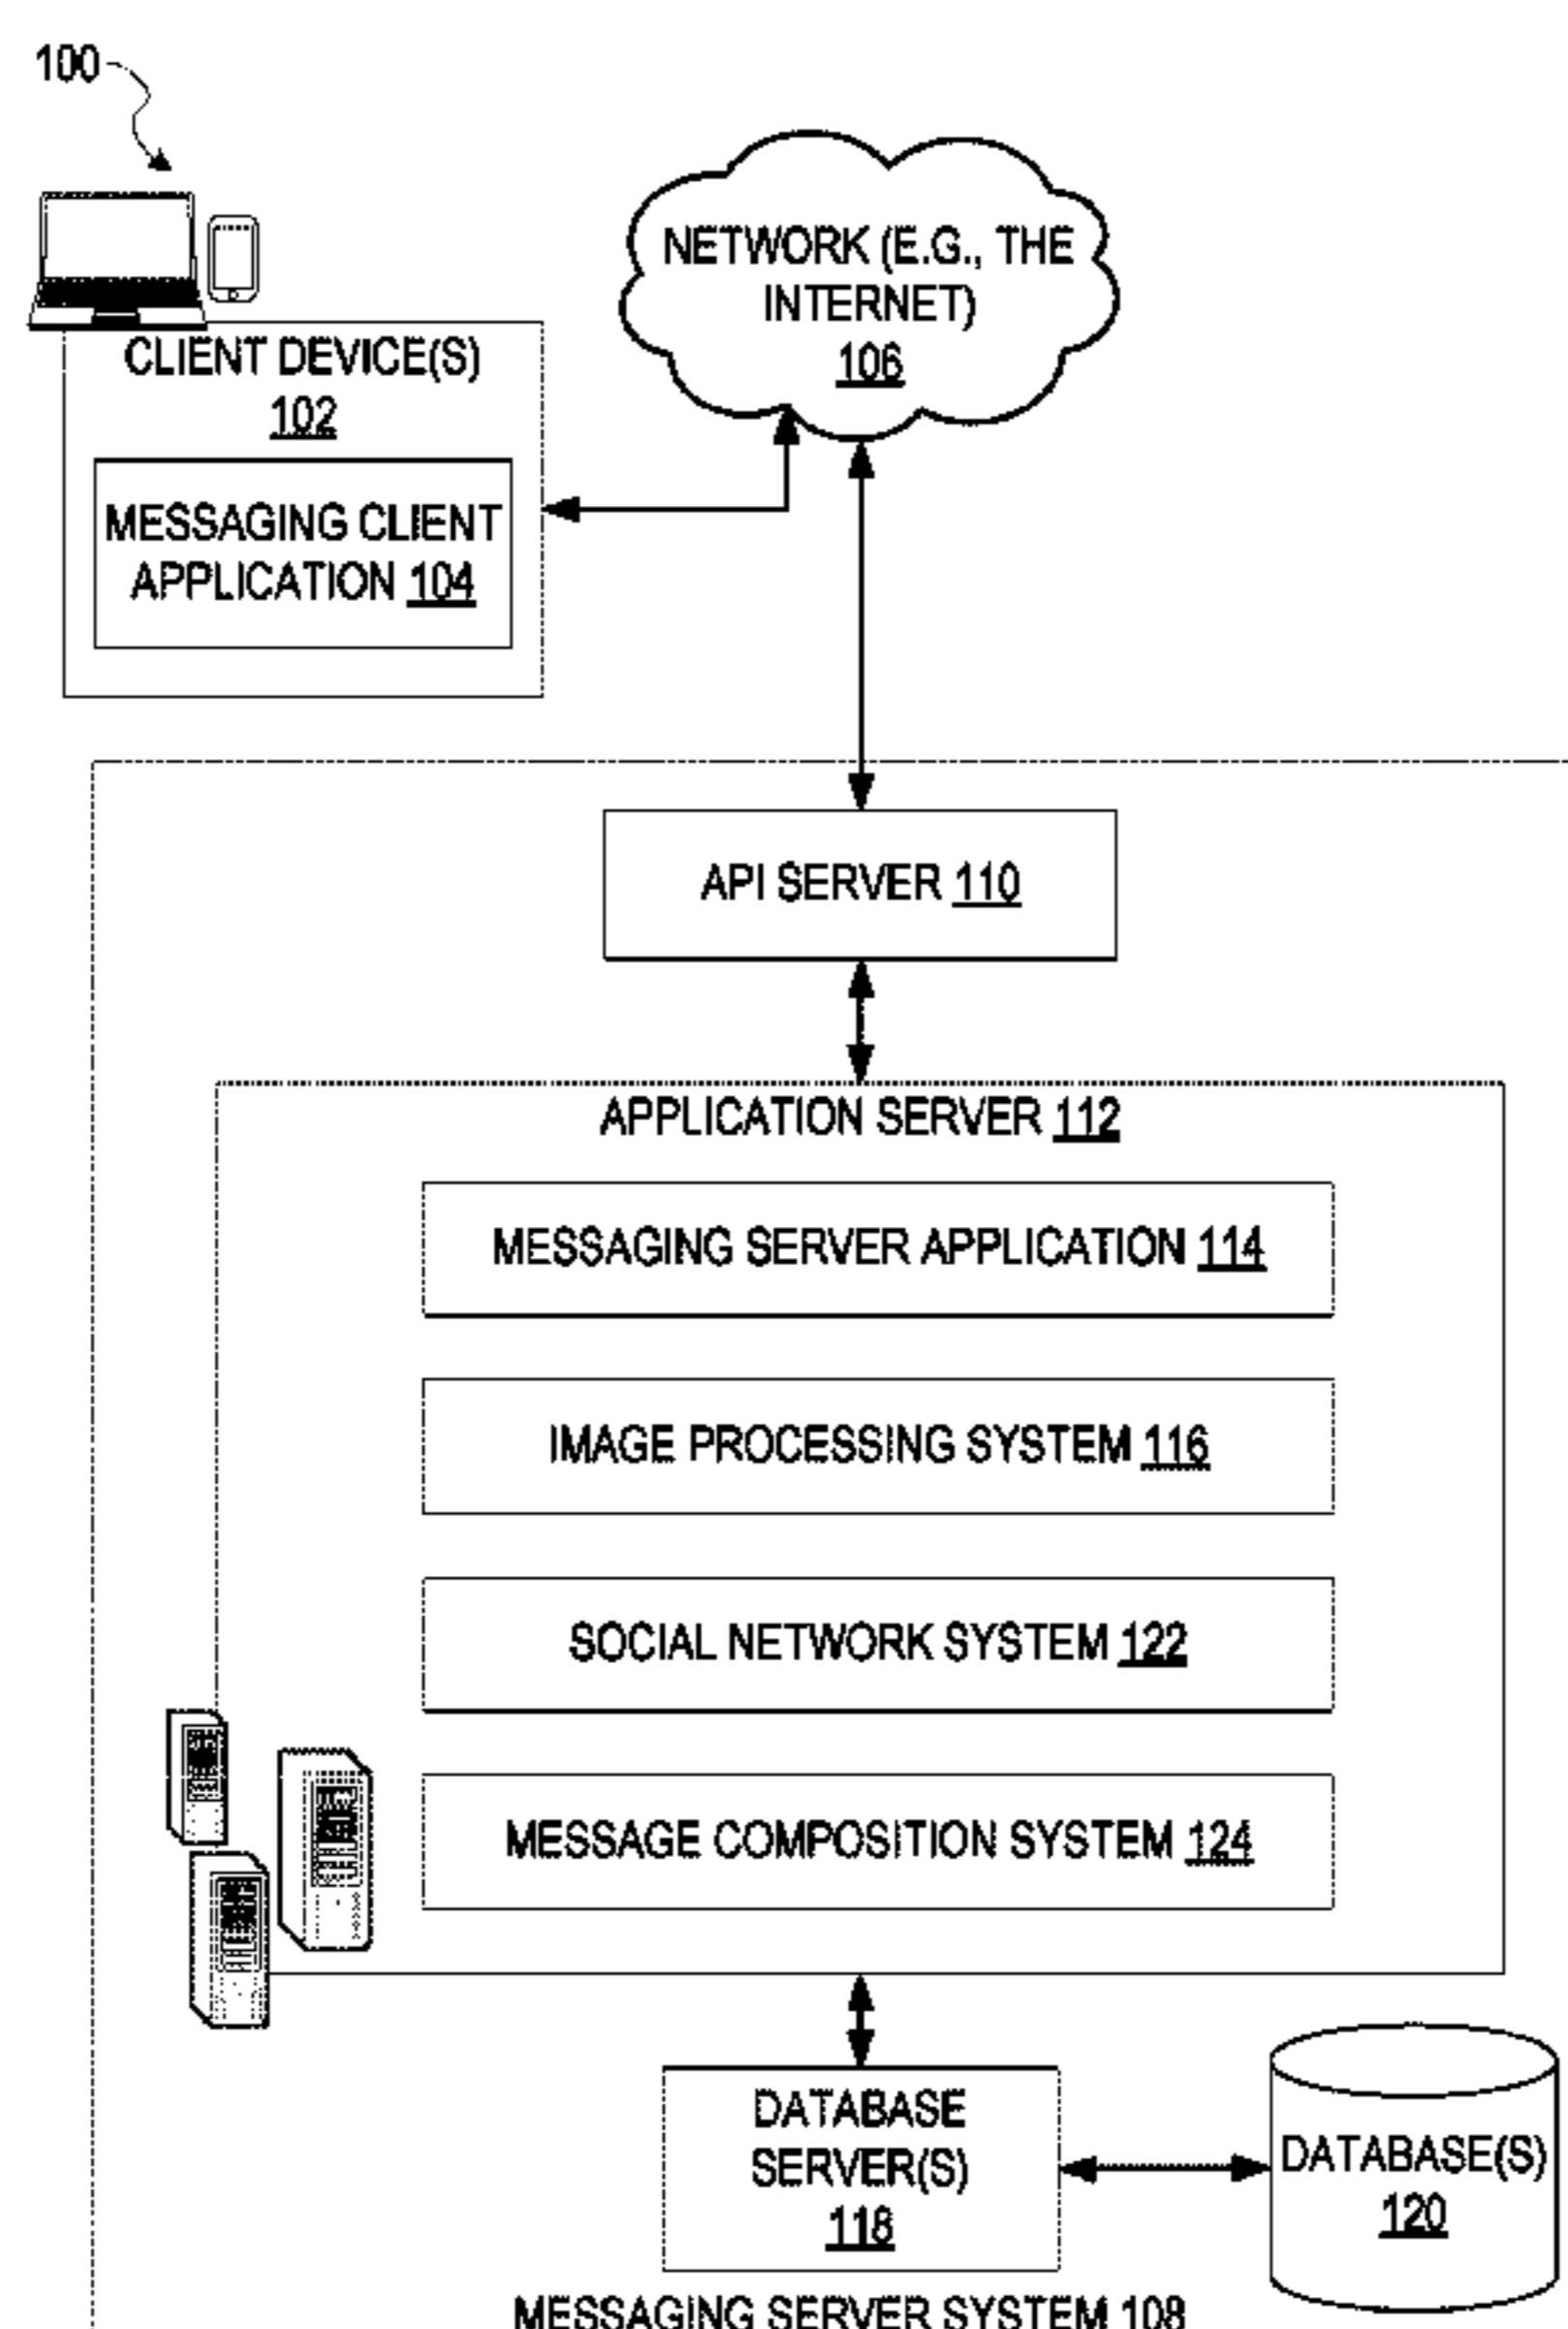 100
NETWORK (E.G., THE
INTERNET)
106
CLIENT DEVICE(S)
102
MESSAGING CLIENT
APPLICATION 104
API SERVER 110
APPLICATION SERVER 112
MESSAGING SERVER APPLICATION 114
IMAGE PROCESSING SYSTEM 116
SOCIAL NETWORK SYSTEM 122
MESSAGE COMPOSITION SYSTEM 124
DATABASE
SERVER(S)
118
DATABASE(S)
120
MESSAGING SERVER SYSTEM 108